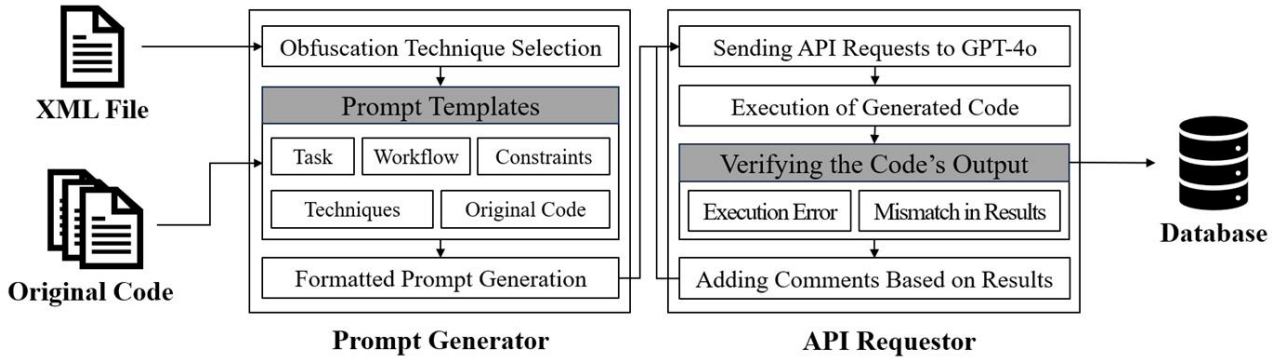 XML File
Original Code
Obfuscation Technique Selection
Prompt Templates
Task
Workflow
Constraints
Techniques
Original Code
Formatted Prompt Generation
Prompt Generator
Sending API Requests to GPT-4o
Execution of Generated Code
Verifying the Code's Output
Execution Error
Mismatch in Results
Adding Comments Based on Results
API Requestor
Database